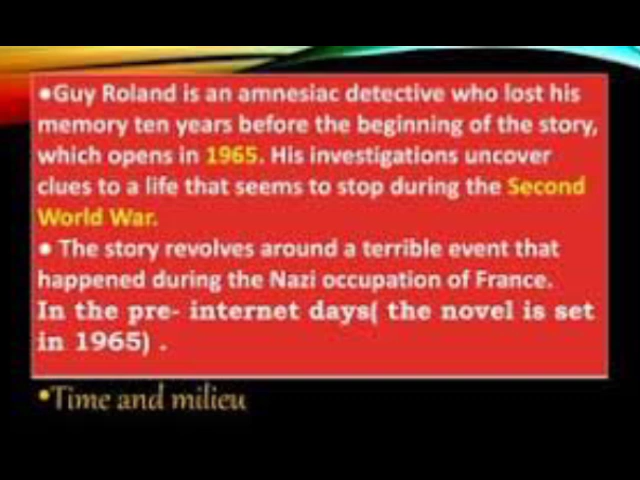 ●Guy Roland is an amnesiac detective who lost his
memory ten years before the beginning of the story,
which opens in 1965. His investigations uncover
clues to a life that seems to stop during the Second
World War.
● The story revolves around a terrible event that
happened during the Nazi occupation of France.
In the pre- internet days( the novel is set
in 1965) .
•Time and milieu